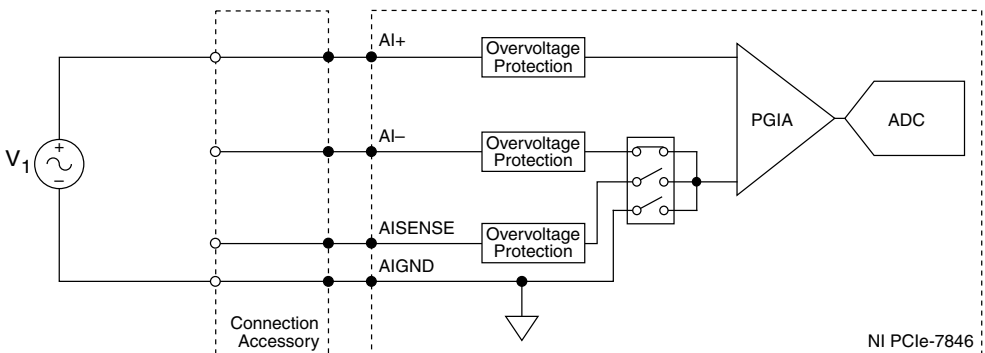 AI+
Overvoltage
Protection
PGIA
ADC
AI–
Overvoltage
Protection
V1
+
–
AISENSE
Overvoltage
Protection
AIGND
Connection
Accessory
NI PCIe-7846